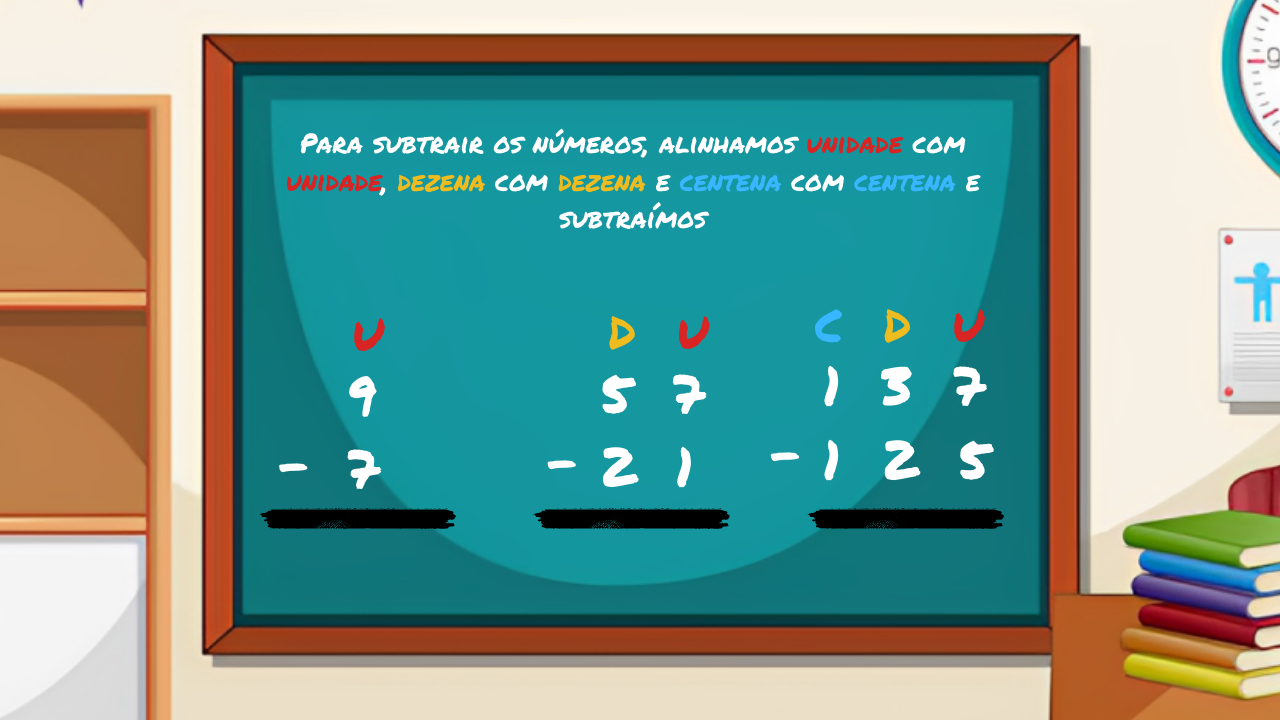 PARA SUBTRAIR OS NÚMEROS, ALINHAMOS UNIDADE COM
UNIDADE, DEZENA COM DEZENA E CENTENA COM CENTENA E
SUBTRAÍMOS
U
9
- 7
D U
5 7
- 2 1
C D U
1 3 7
- 1 2 5
9